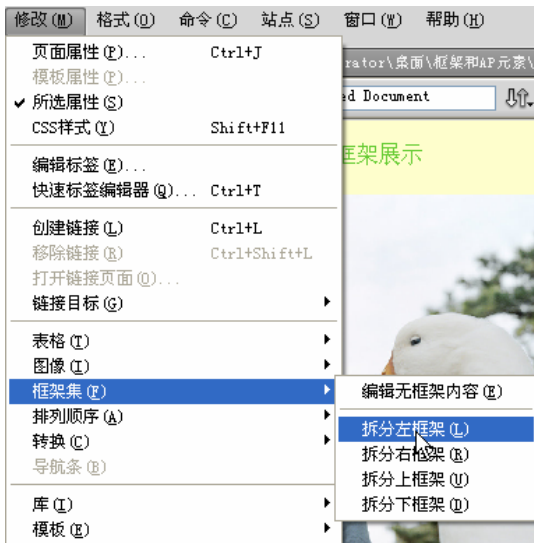 修改(M) 格式(O) 命令(C) 站点(S) 窗口(W) 帮助(H)
页面属性(P)... Ctrl+J
模板属性(P)...
rator\桌面\框架和AP元素\
✓ 所选属性(S)
ed Document
CSS样式(Y) Shift+F11
框架展示
编辑标签(E)...
快速标签编辑器(Q)... Ctrl+T
创建链接(L) Ctrl+L
移除链接(R) Ctrl+Shift+L
打开链接页面(O)...
链接目标(G)
表格(T)
图像(I)
框架集(F)
编辑无框架内容(E)
排列顺序(A)
拆分左框架(L)
转换(C)
拆分右框架(R)
导航条(B)
拆分上框架(U)
库(I)
拆分下框架(D)
模板(E)